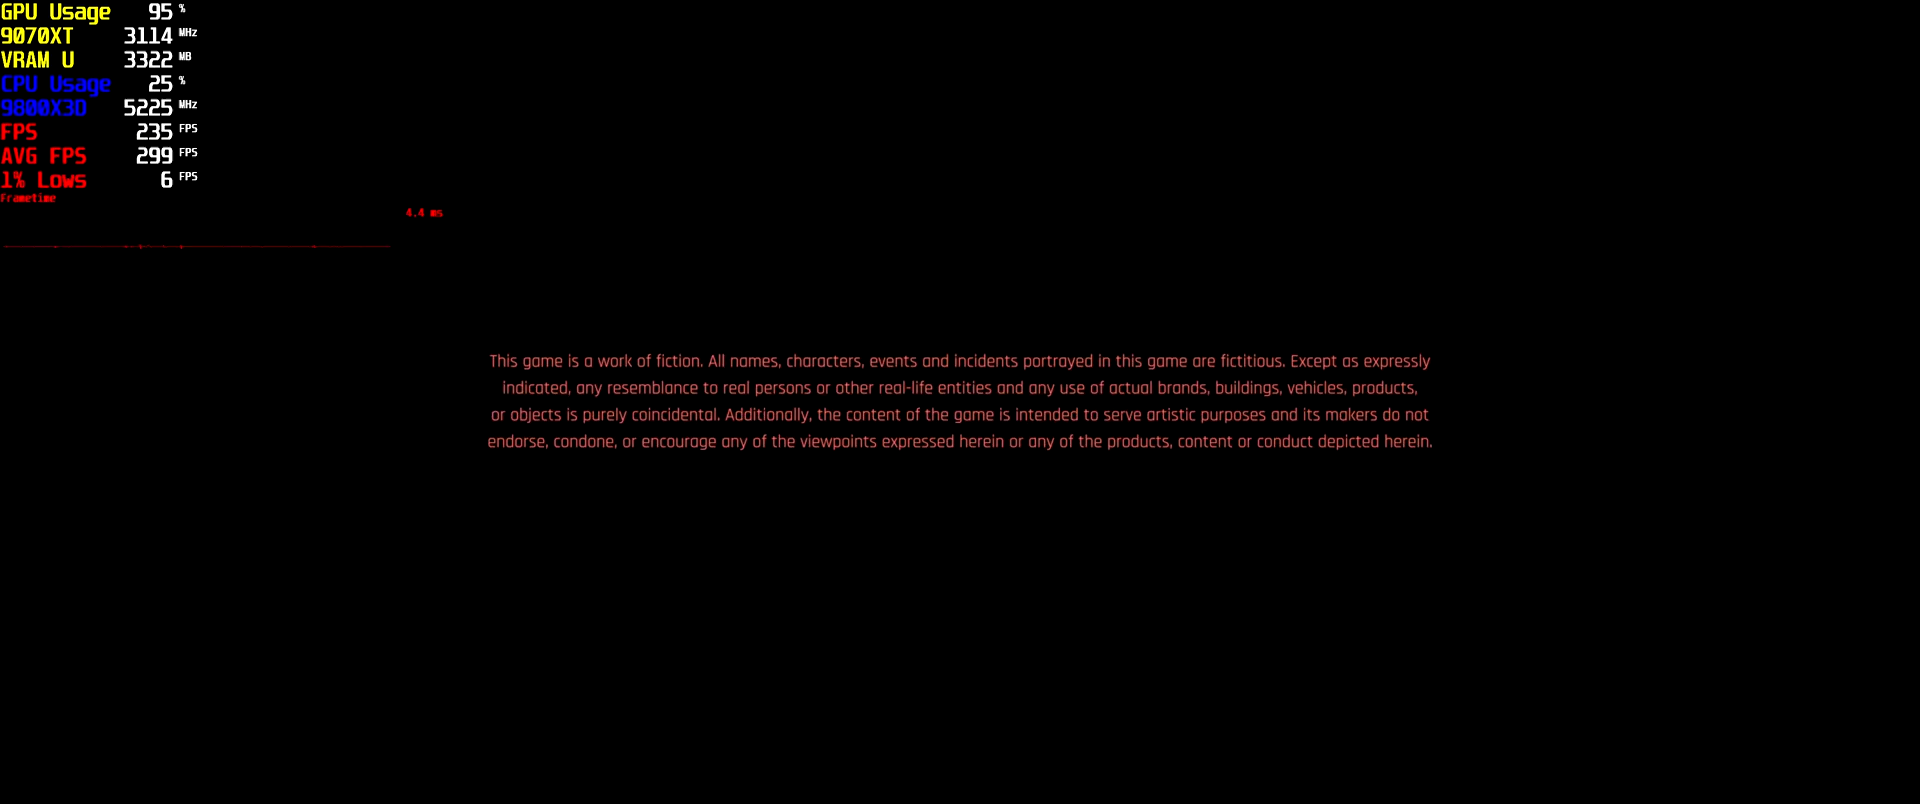 GPU Usage 95 %
9070XT 3114 MHz
VRAM U 3322 MB
CPU Usage 25 %
9800X3D 5225 MHz
FPS 235 FPS
AVG FPS 299 FPS
1% Lows 6 FPS
Frametime
4.4 ms
This game is a work of fiction. All names, characters, events and incidents portrayed in this game are fictitious. Except as expressly
indicated, any resemblance to real persons or other real-life entities and any use of actual brands, buildings, vehicles, products,
or objects is purely coincidental. Additionally, the content of the game is intended to serve artistic purposes and its makers do not
endorse, condone, or encourage any of the viewpoints expressed herein or any of the products, content or conduct depicted herein.